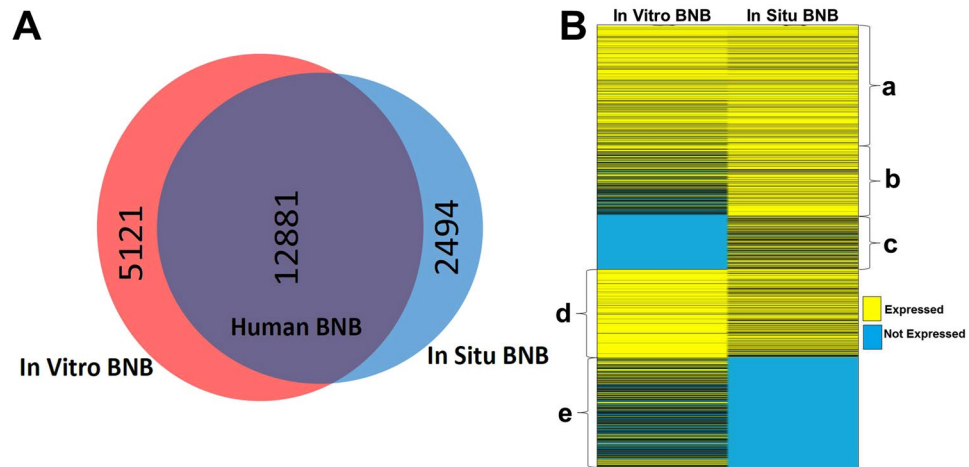 A
5121
12881
2494
Human BNB
In Vitro BNB
In Situ BNB
B
In Vitro BNB
In Situ BNB
a
b
c
d
e
Expressed
Not Expressed